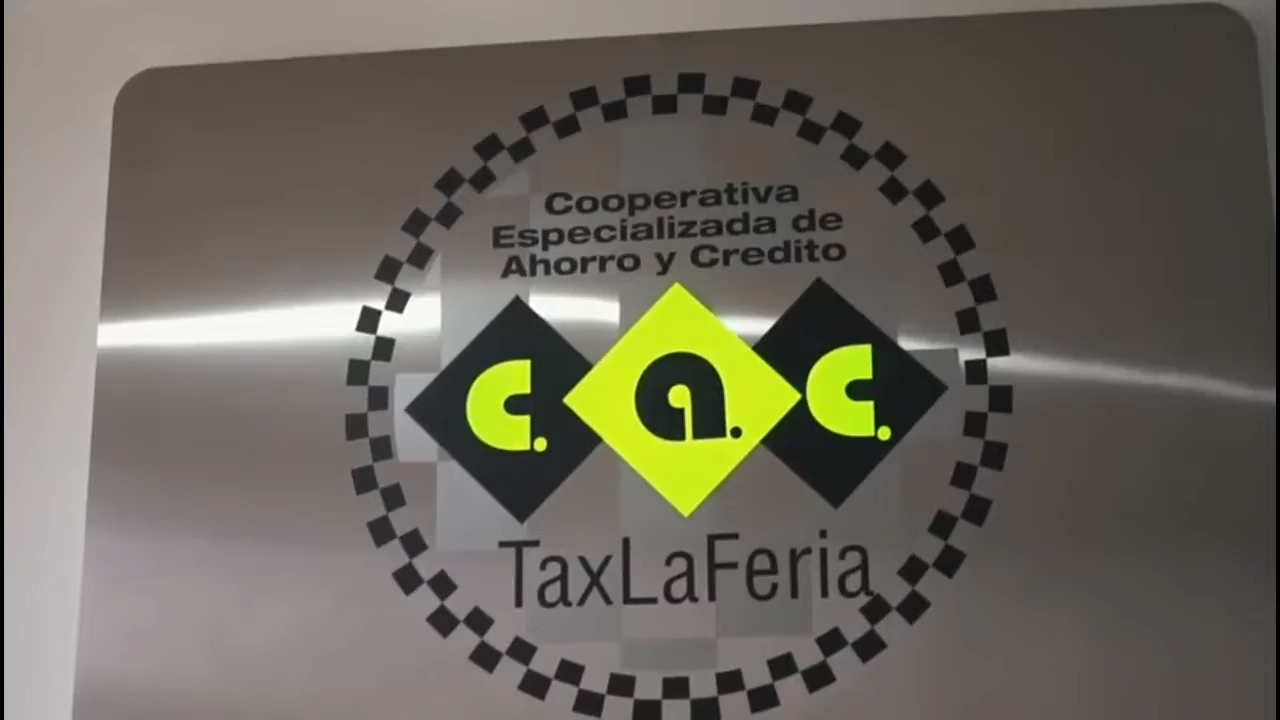 Cooperativa
Especializada de
Ahorro y Credito
c. a. c.
TaxLaFeria